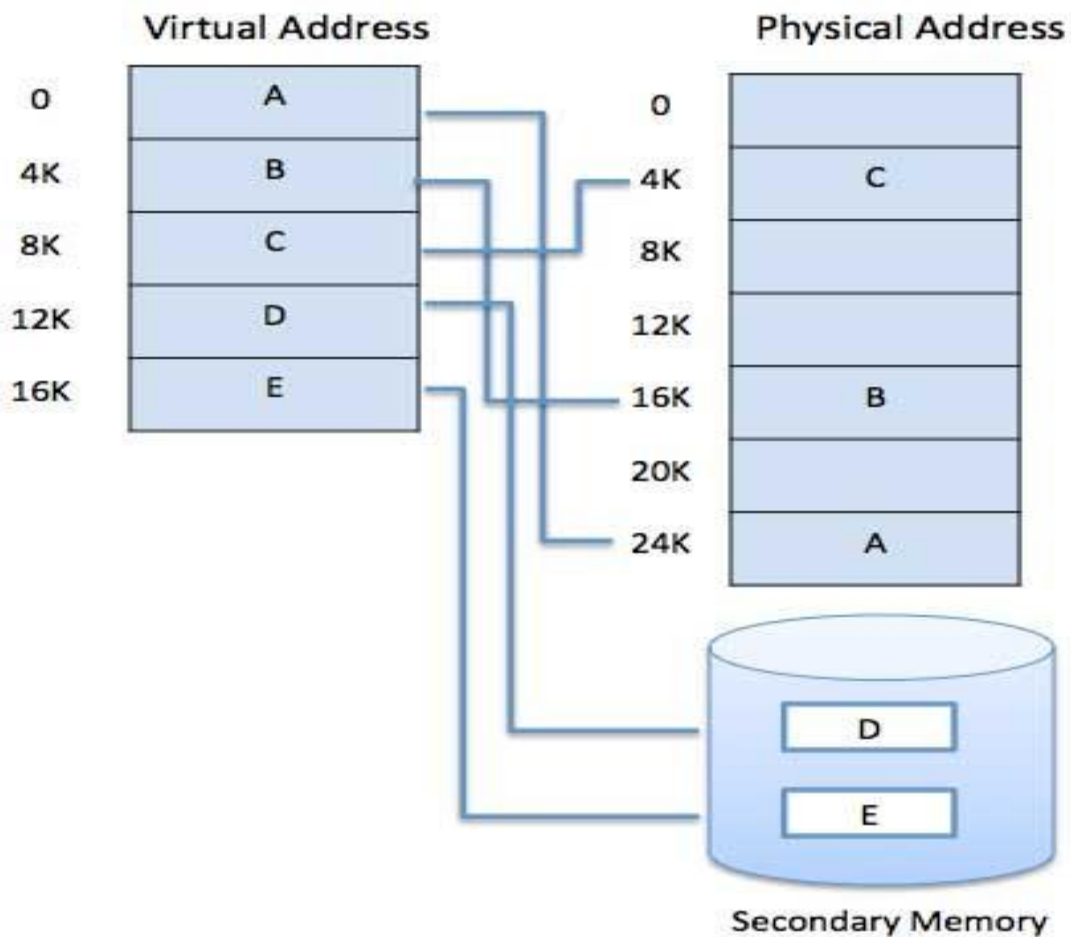 Virtual Address
0
A
4K
B
8K
C
12K
D
16K
E
Physical Address
0
4K
C
8K
12K
16K
B
20K
24K
A
D
E
Secondary Memory